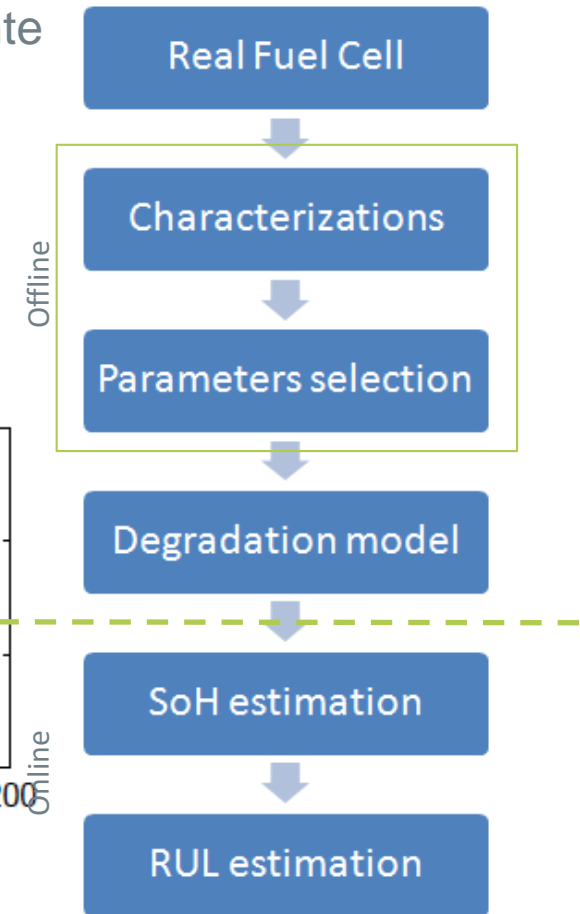 te
Real Fuel Cell
Offline
Characterizations
Parameters selection
Degradation model
SoH estimation
Online
200
RUL estimation